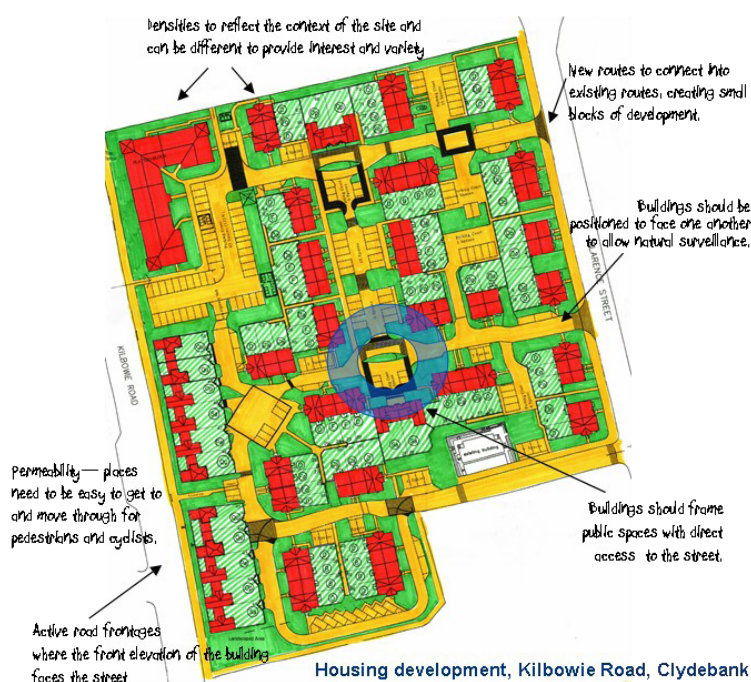 Densities to reflect the context of the site and
can be different to provide interest and variety
New routes to connect into
existing routes, creating small
blocks of development.
Buildings should be
positioned to face one another
to allow natural surveillance.
CLARENCE STREET
KILBOWIE ROAD
existing building
Permeability — places
need to be easy to get to
and move through for
pedestrians and cyclists.
Buildings should frame
public spaces with direct
access to the street.
Landscaped Area
Active road frontages
where the front elevation of the building
faces the street
Housing development, Kilbowie Road, Clydebank